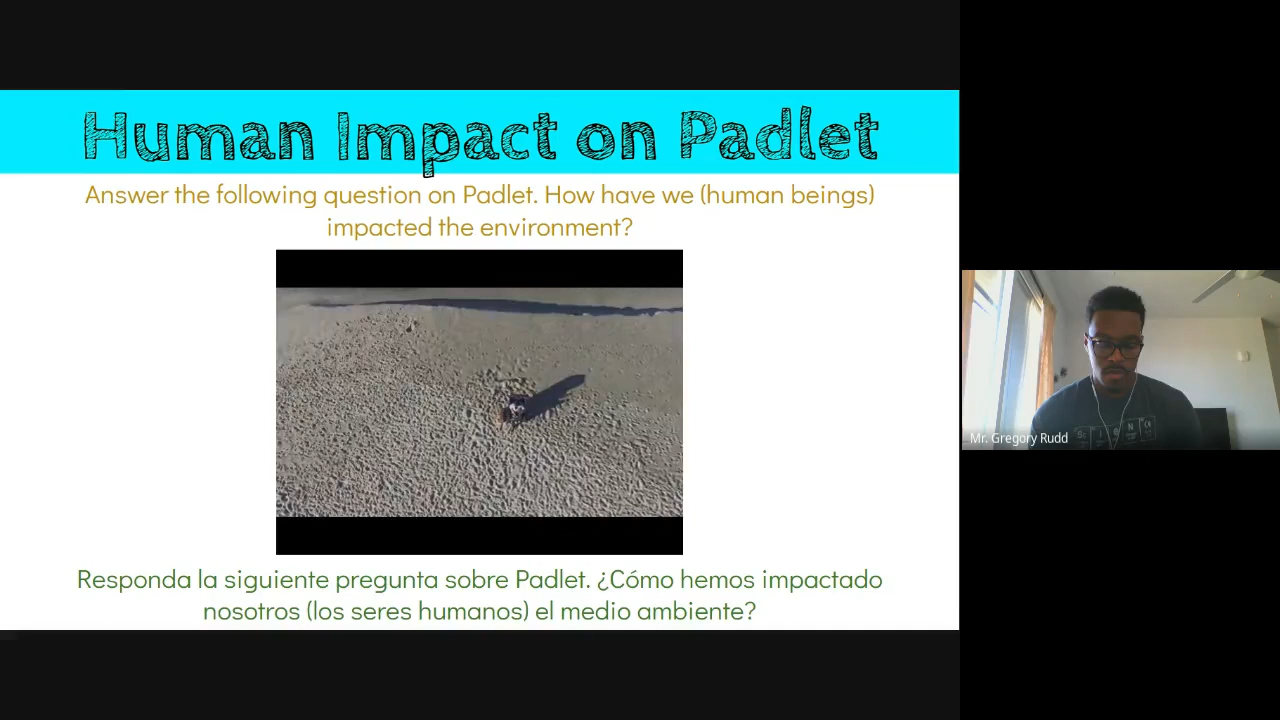 Human Impact on Padlet
Answer the following question on Padlet. How have we (human beings)
impacted the environment?
Mr. Gregory Rudd
Responda la siguiente pregunta sobre Padlet. ¿Cómo hemos impactado
nosotros (los seres humanos) el medio ambiente?